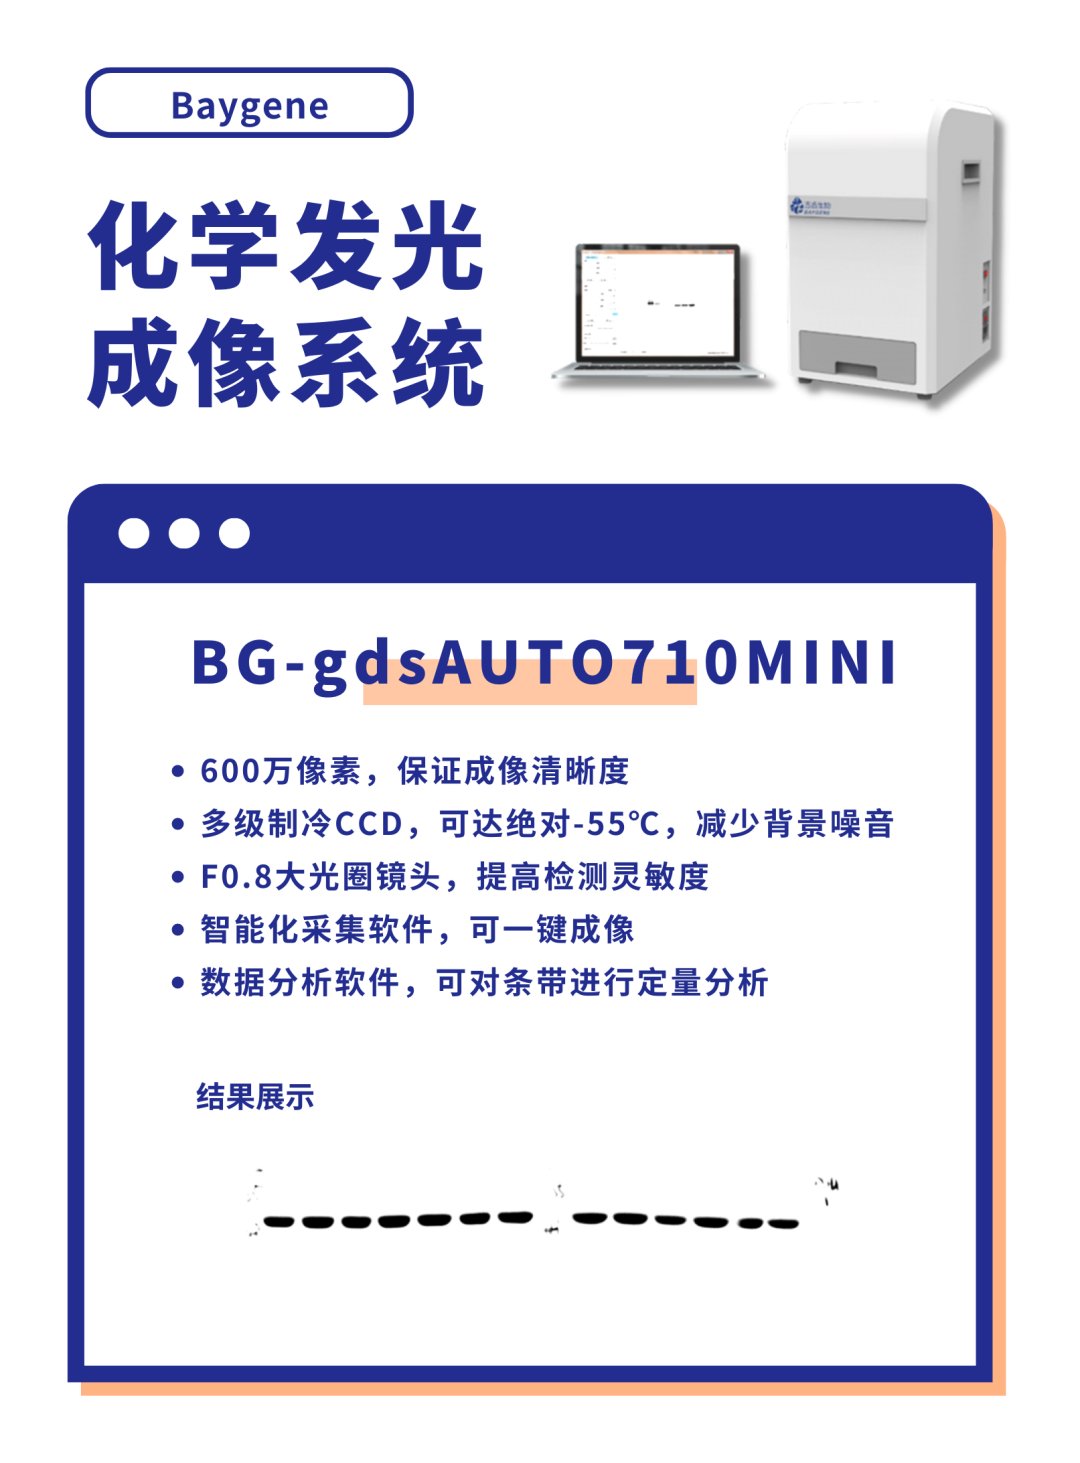 Baygene
化学发光
成像系统
BG-gdsAUTO710MINI
600万像素，保证成像清晰度
多级制冷CCD，可达绝对-55℃，减少背景噪音
F0.8大光圈镜头，提高检测灵敏度
智能化采集软件，可一键成像
数据分析软件，可对条带进行定量分析
结果展示